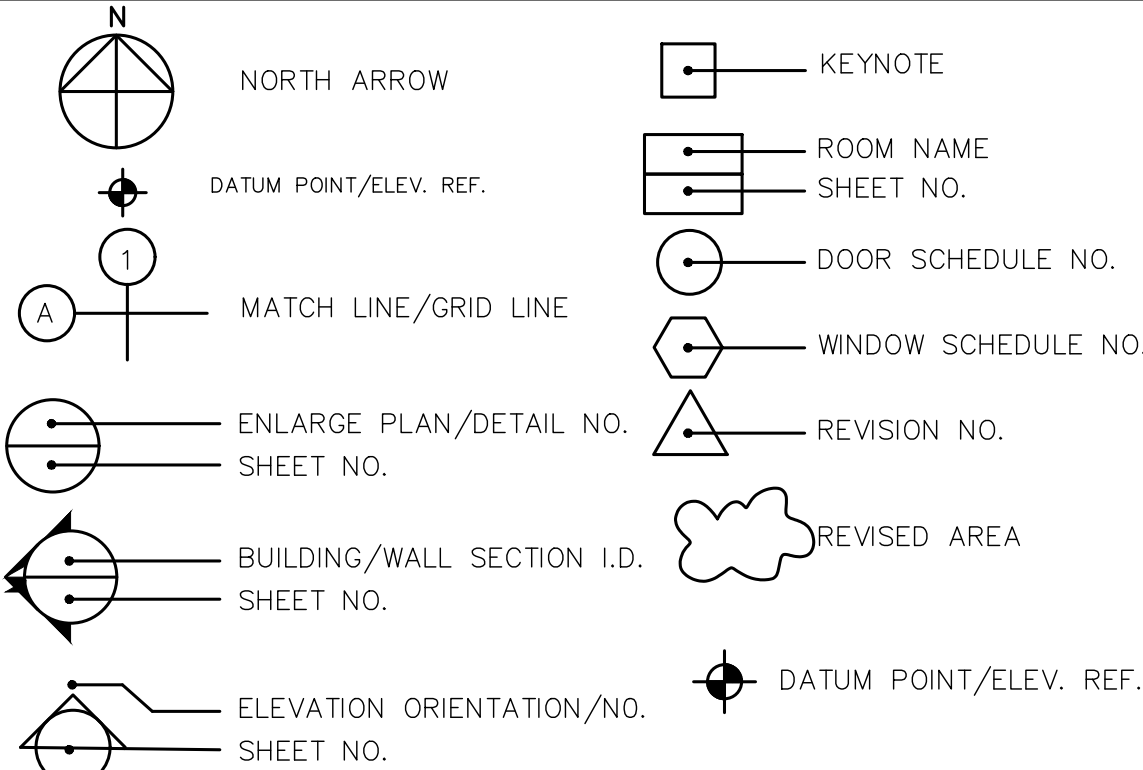 N
NORTH ARROW
DATUM POINT/ELEV. REF.
1
A
MATCH LINE/GRID LINE
ENLARGE PLAN/DETAIL NO.
SHEET NO.
BUILDING/WALL SECTION I.D.
SHEET NO.
ELEVATION ORIENTATION/NO.
SHEET NO.
KEYNOTE
ROOM NAME
SHEET NO.
DOOR SCHEDULE NO.
WINDOW SCHEDULE NO.
REVISION NO.
REVISED AREA
DATUM POINT/ELEV. REF.